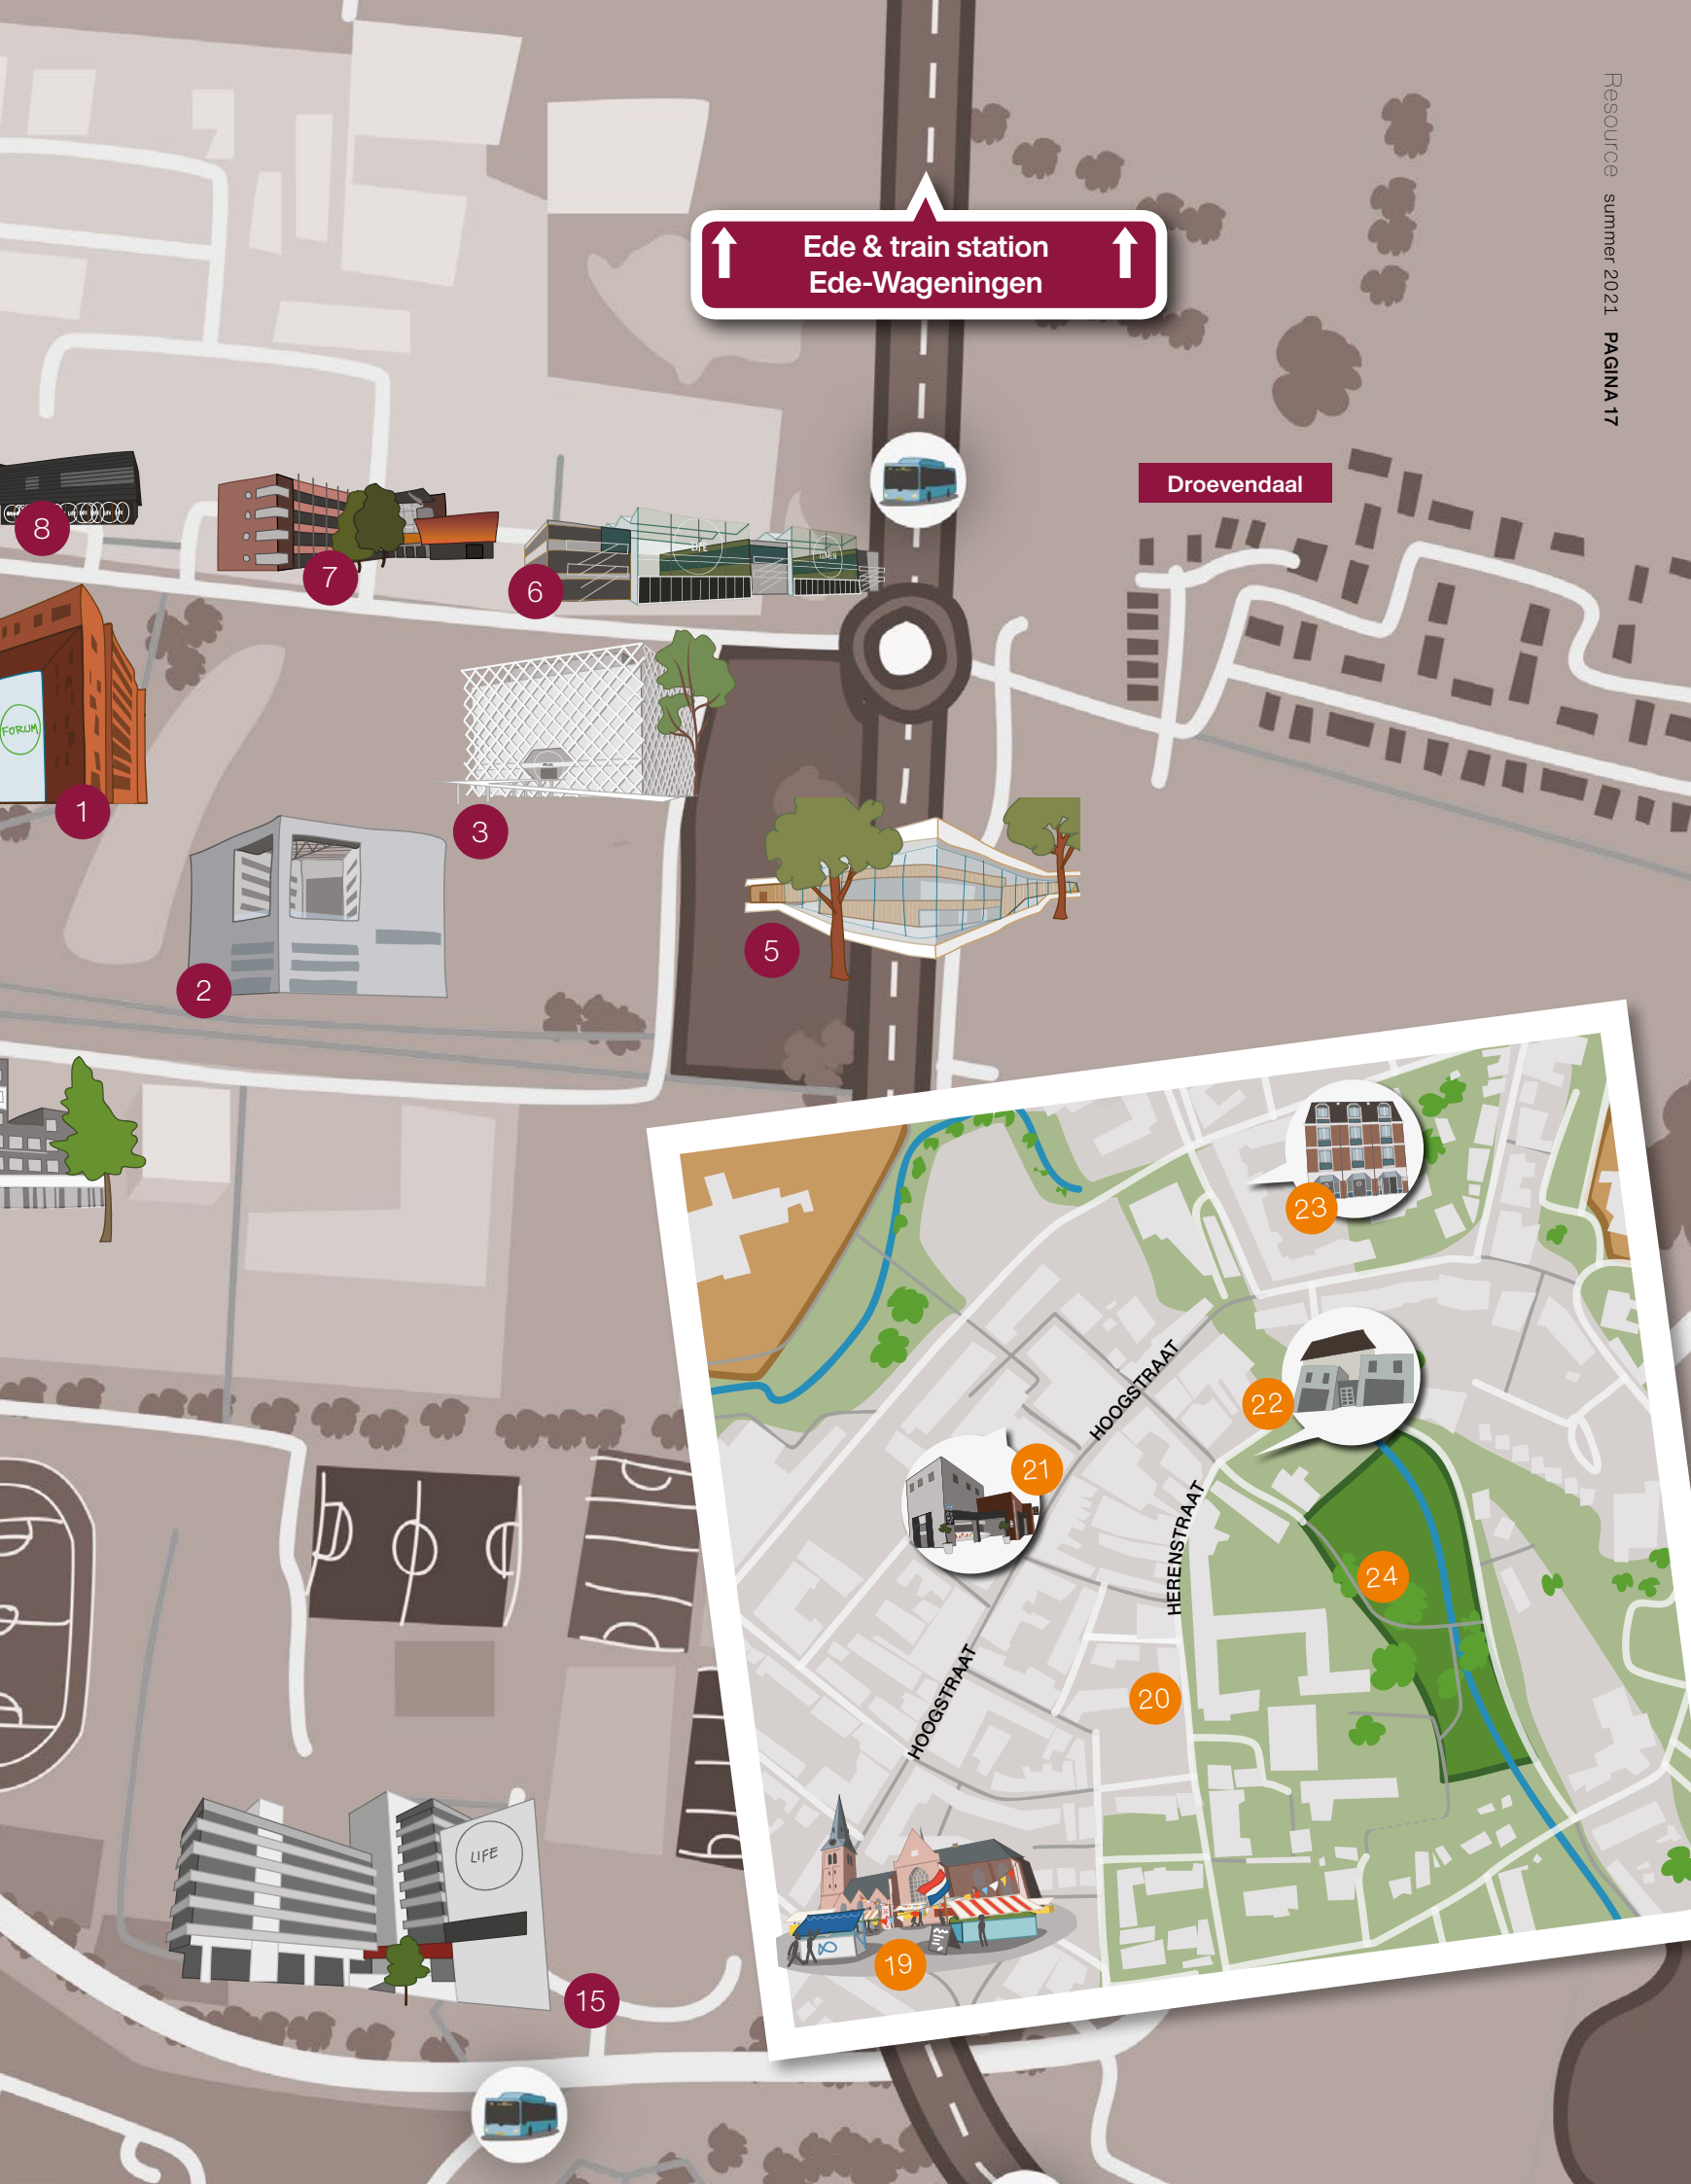 Resource summer 2021 PAGINA 17
Ede & train station
Ede-Wageningen
Droevendaal
8
7
6
LIFE
FORUM
1
3
5
2
23
HOOGSTRAAT
22
21
HERENSTRAAT
24
HOOGSTRAAT
20
LIFE
19
15